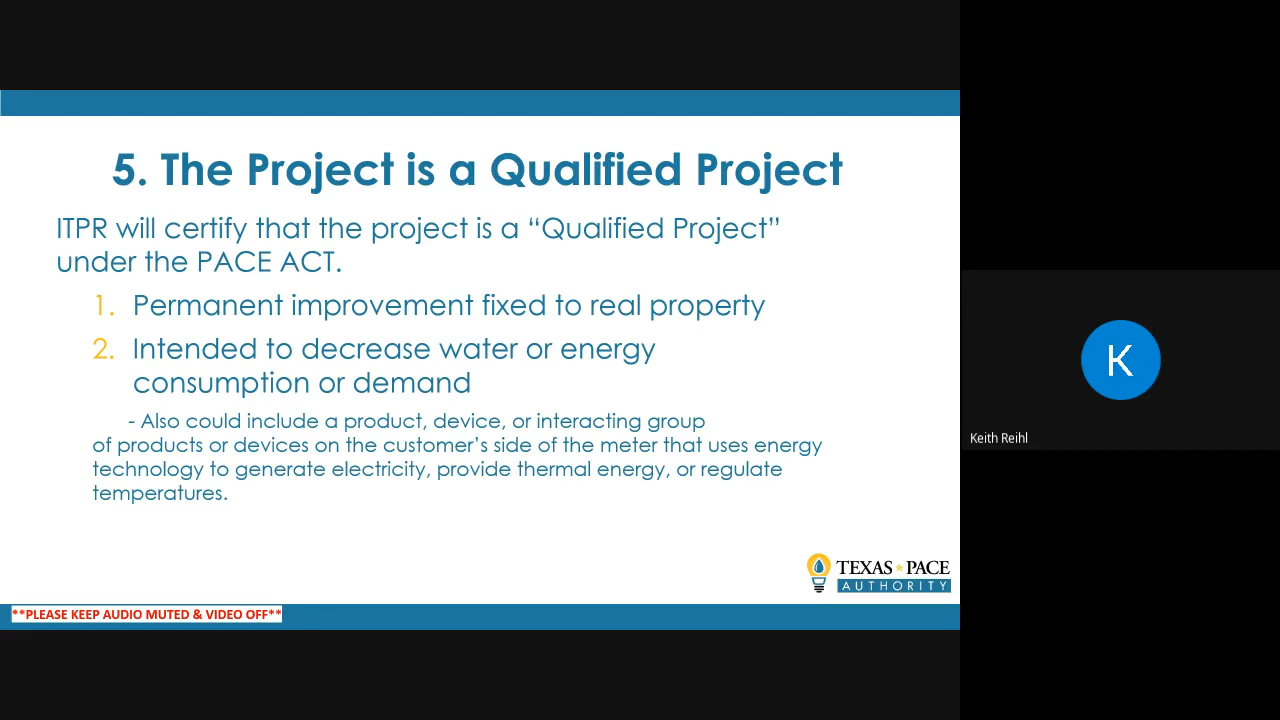 5. The Project is a Qualified Project
ITPR will certify that the project is a “Qualified Project”
under the PACE ACT.
1. Permanent improvement fixed to real property
2. Intended to decrease water or energy
consumption or demand
- Also could include a product, device, or interacting group
of products or devices on the customer’s side of the meter that uses energy
technology to generate electricity, provide thermal energy, or regulate
temperatures.
TEXAS PACE
AUTHORITY
**PLEASE KEEP AUDIO MUTED & VIDEO OFF**
K
Keith Reihl